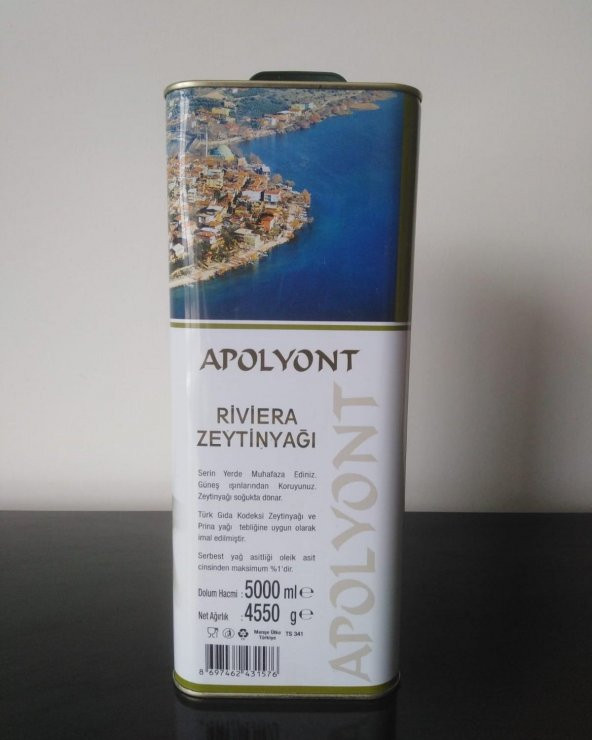 APOLYONT
RİVİERA
ZEYTİNYAĞI
Serin Yerde Muhafaza Ediniz.
Güneş ışınlarından Koruyunuz.
Zeytinyağı soğukta donar.
Türk Gıda Kodeksi Zeytinyağı ve
Prina yağı tebliğine uygun olarak
imal edilmiştir.
Serbest yağ asitliği oleik asit
cinsinden maksimum %1'dir.
Dolum Hacmi : 5000 ml ℮
Net Ağırlık : 4550 g ℮
Menşe Ülke TS 341
Türkiye
8 697462 431576
APOLYONT